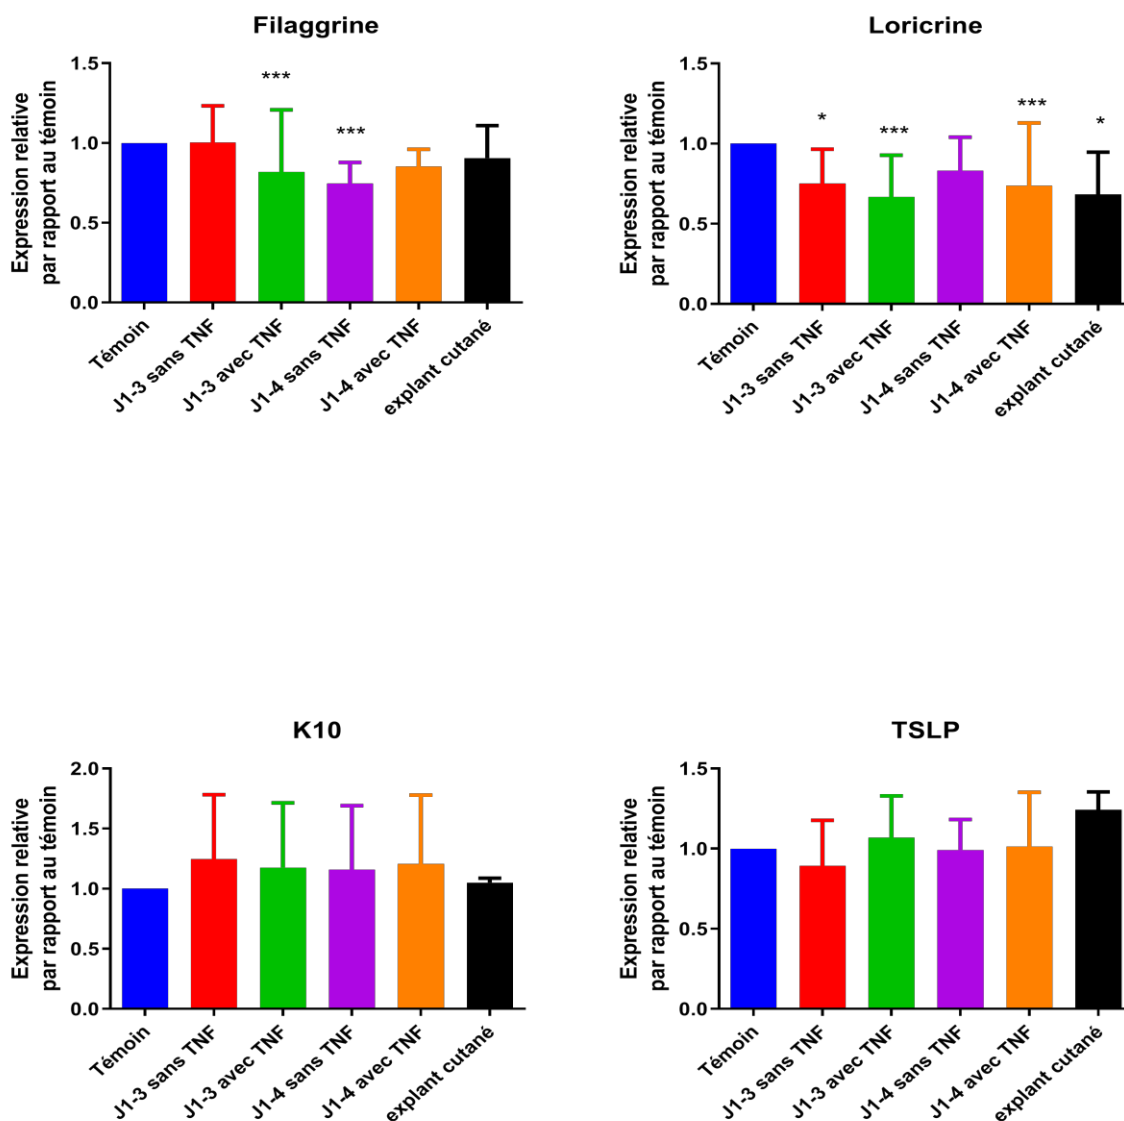 Filaggrine
Expression relative
par rapport au témoin
1.5
1.0
0.5
0.0
***
***
Témoin
J1-3 sans TNF
J1-3 avec TNF
J1-4 sans TNF
J1-4 avec TNF
explant cutané
Loricrine
Expression relative
par rapport au témoin
1.5
1.0
0.5
0.0
*
***
***
*
Témoin
J1-3 sans TNF
J1-3 avec TNF
J1-4 sans TNF
J1-4 avec TNF
explant cutané
K10
Expression relative
par rapport au témoin
2.0
1.5
1.0
0.5
0.0
Témoin
J1-3 sans TNF
J1-3 avec TNF
J1-4 sans TNF
J1-4 avec TNF
explant cutané
TSLP
Expression relative
par rapport au témoin
1.5
1.0
0.5
0.0
Témoin
J1-3 sans TNF
J1-3 avec TNF
J1-4 sans TNF
J1-4 avec TNF
explant cutané